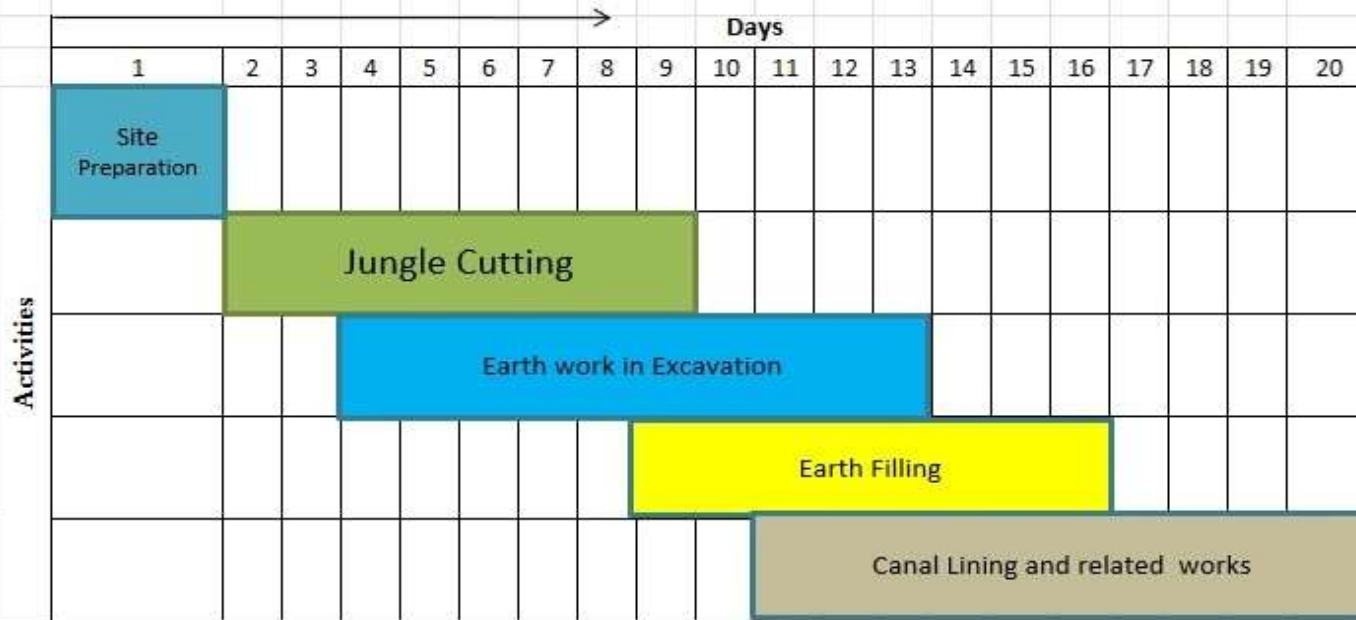 Days
1 2 3 4 5 6 7 8 9 10 11 12 13 14 15 16 17 18 19 20
Site
Preparation
Jungle Cutting
Activities
Earth work in Excavation
Earth Filling
Canal Lining and related works